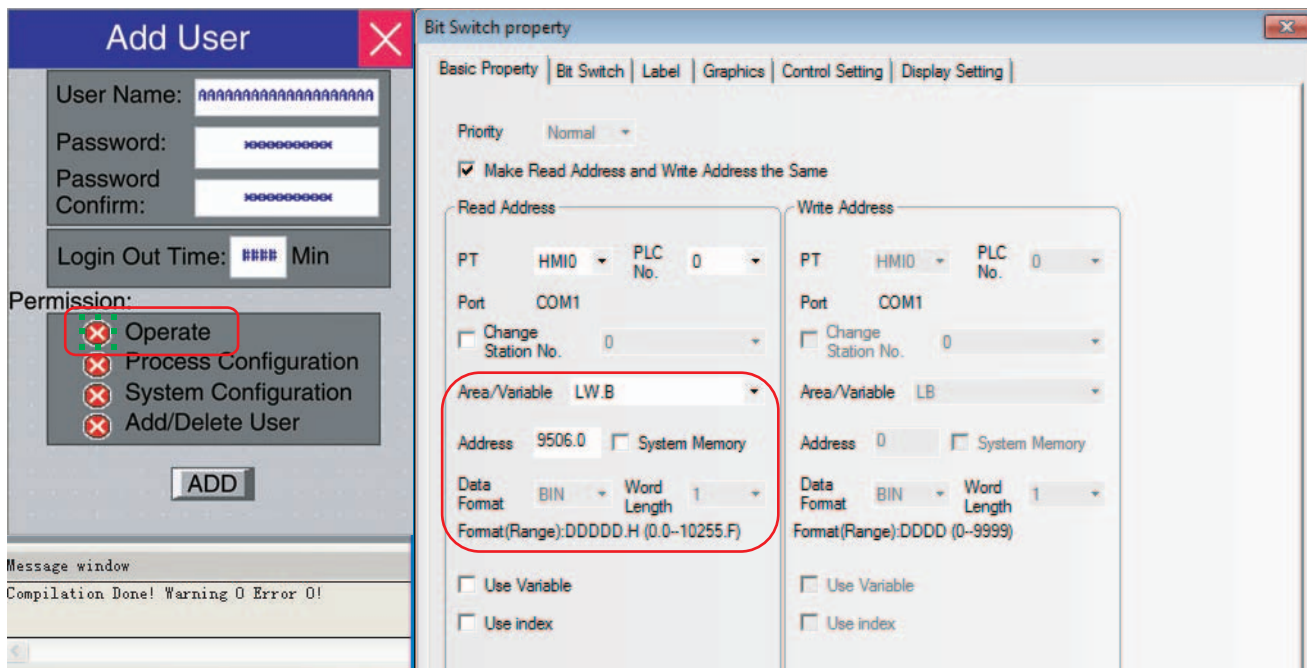 Add User
User Name: AAAAAAAAAAAAAAAAAAAA
Password:
Password
Confirm:
Login Out Time: #### Min
Permission:
Operate
Process Configuration
System Configuration
Add/Delete User
ADD
Message window
Compilation Done! Warning 0 Error 0!
Bit Switch property
Basic Property Bit Switch Label Graphics Control Setting Display Setting
Priority Normal
Make Read Address and Write Address the Same
Read Address
PT HMI0 PLC No. 0
Port COM1
Change Station No. 0
Area/Variable LW.B
Address 9506.0 System Memory
Data Format BIN Word Length 1
Format(Range):DDDDD.H (0.0--10255.F)
Use Variable
Use index
Write Address
PT HMI0 PLC No. 0
Port COM1
Change Station No. 0
Area/Variable LB
Address 0 System Memory
Data Format BIN Word Length 1
Format(Range):DDDD (0--9999)
Use Variable
Use index